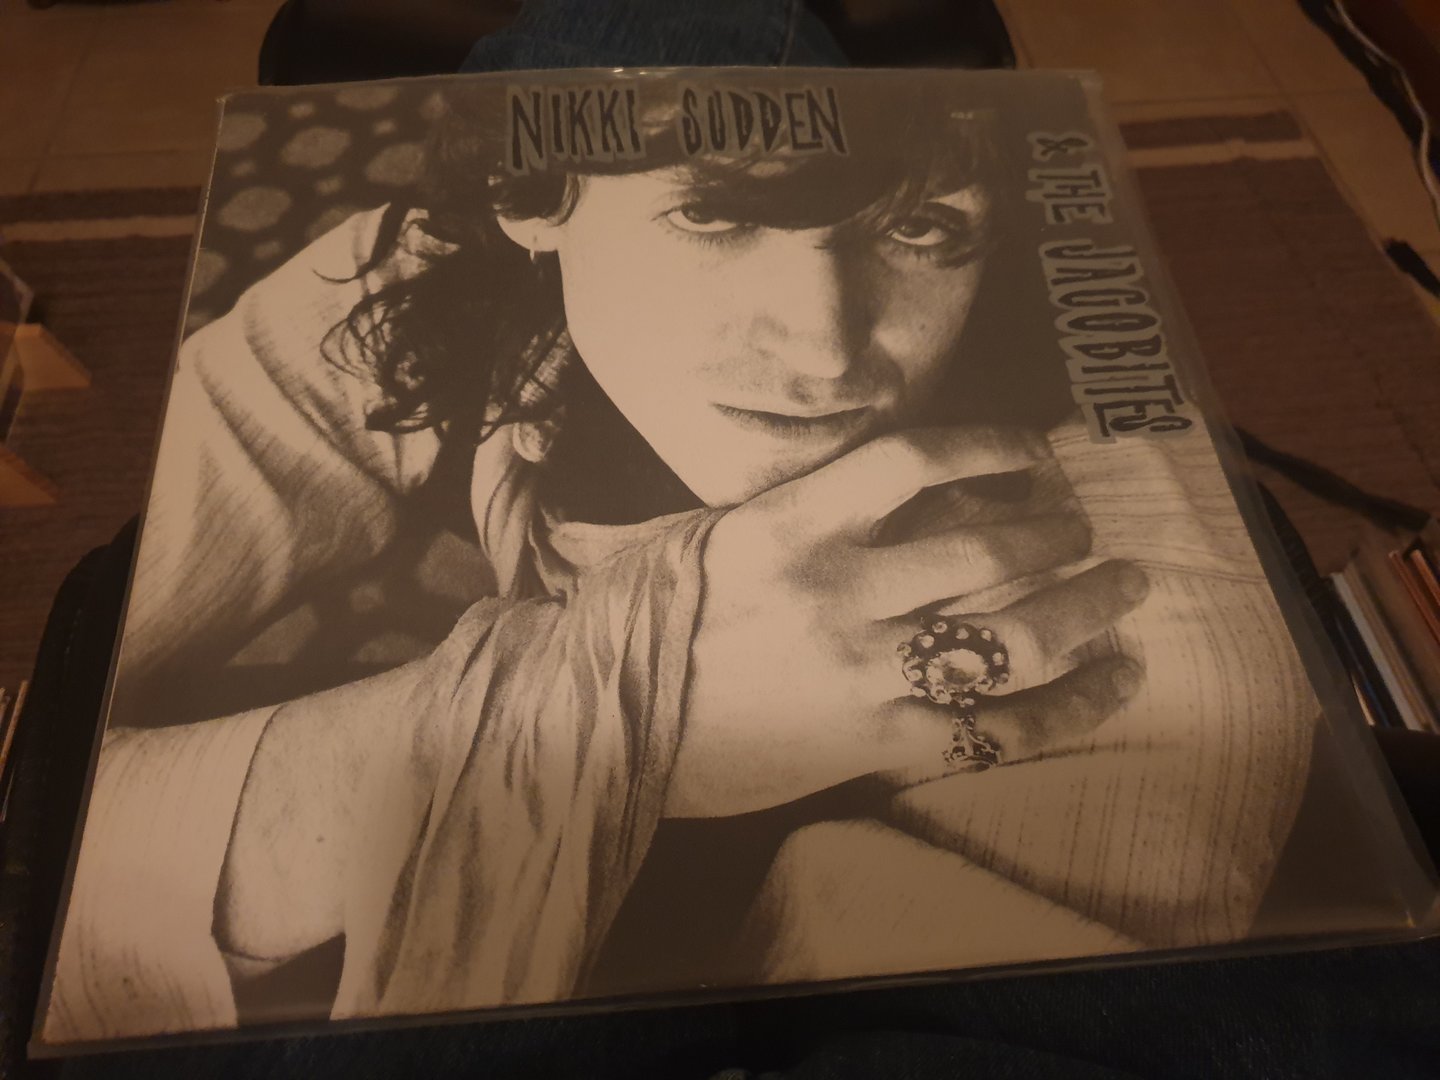 NIKKI SUDDEN
& THE JACOBITES